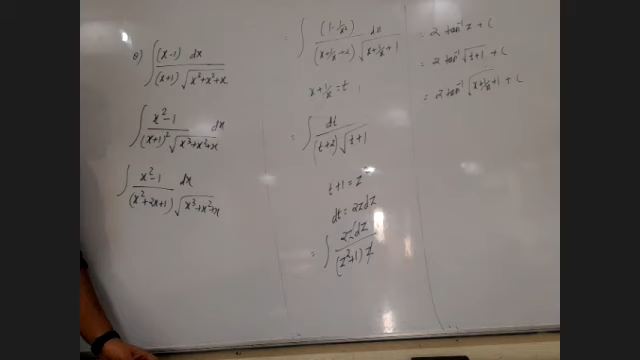 8) ∫ (x-1) dx / (x+1) √(x³+x²+x)
∫ x²-1 / (x+1)² √(x³+x²+x) dx
∫ x²-1 / (x²+2x+1) √(x³+x²+x) dx
= ∫ (1-1/x²) dx / (x+1/x+2) √(x+1/x+1)
x+1/x = t
= ∫ dt / (t+2) √(t+1)
t+1 = z²
dt = 2zdz
= ∫ 2z dz / (z²+1) z
= 2 tan⁻¹ z + C
= 2 tan⁻¹ √(t+1) + C
= 2 tan⁻¹ √(x+1/x+1) + C